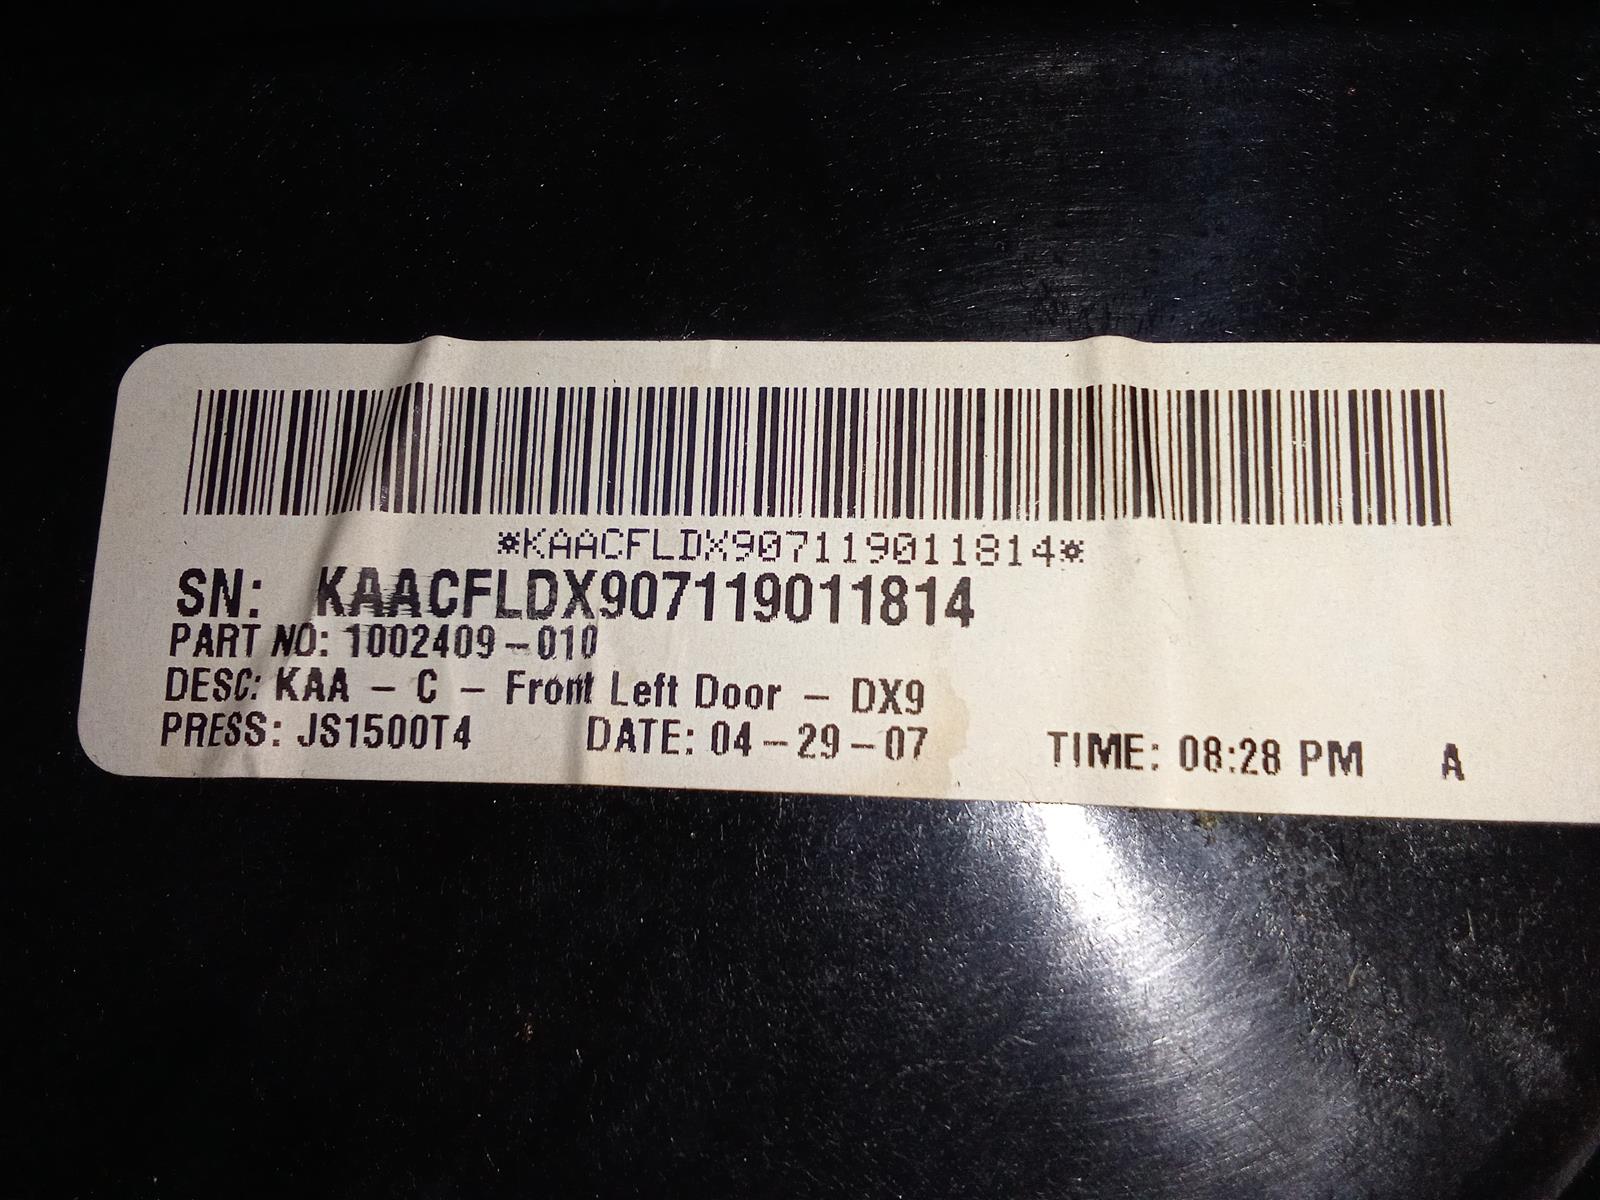 *KAACFLDX907119011814*
SN: KAACFLDX907119011814
PART NO: 1002409-010
DESC: KAA - C - Front Left Door - DX9
PRESS: JS1500T4 DATE: 04-29-07 TIME: 08:28 PM A